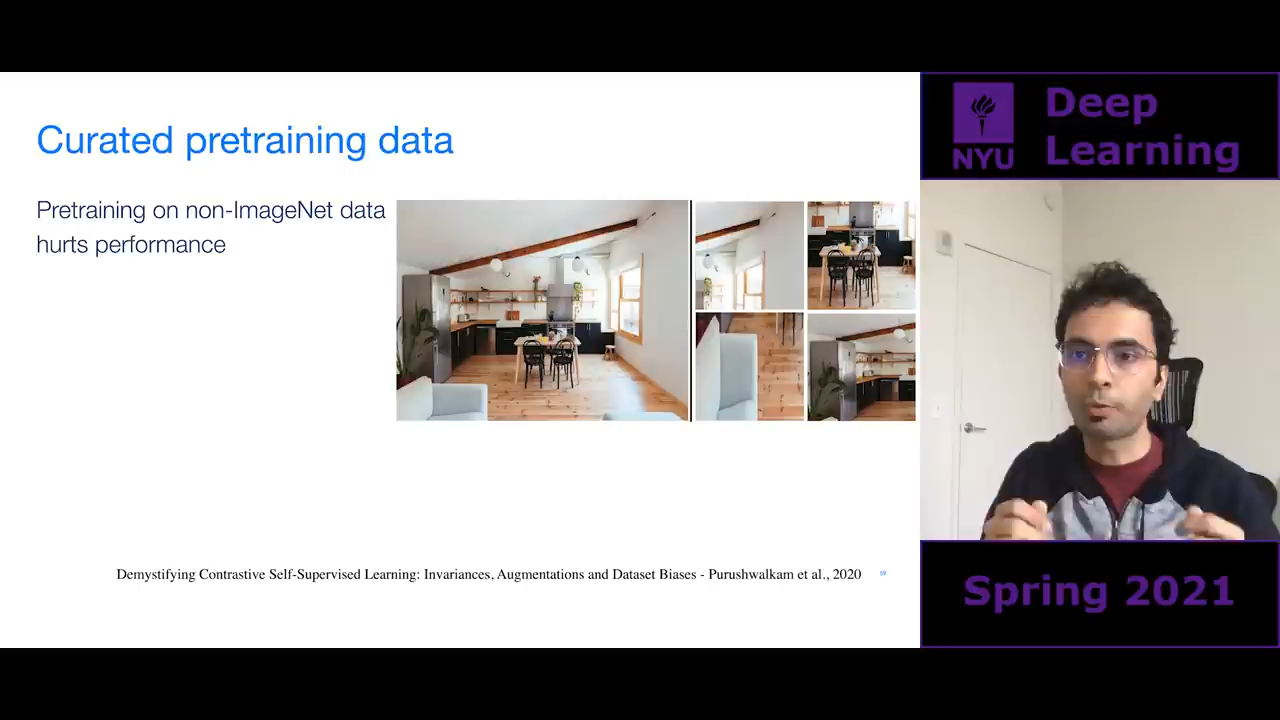 Curated pretraining data
Pretraining on non-ImageNet data
hurts performance
Demystifying Contrastive Self-Supervised Learning: Invariances, Augmentations and Dataset Biases - Purushwalkam et al., 2020
59
NYU
Deep
Learning
Spring 2021